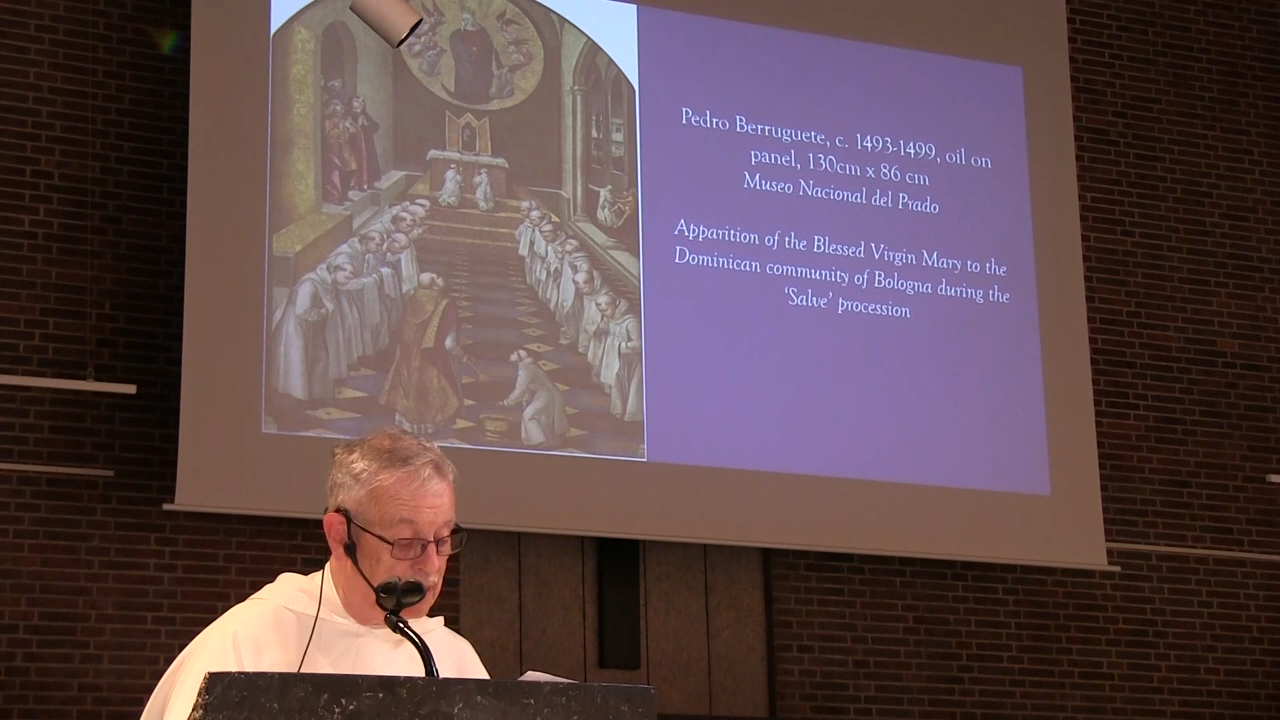 Pedro Berruguete, c. 1493-1499, oil on
panel, 130cm x 86 cm
Museo Nacional del Prado
Apparition of the Blessed Virgin Mary to the
Dominican community of Bologna during the
‘Salve’ procession